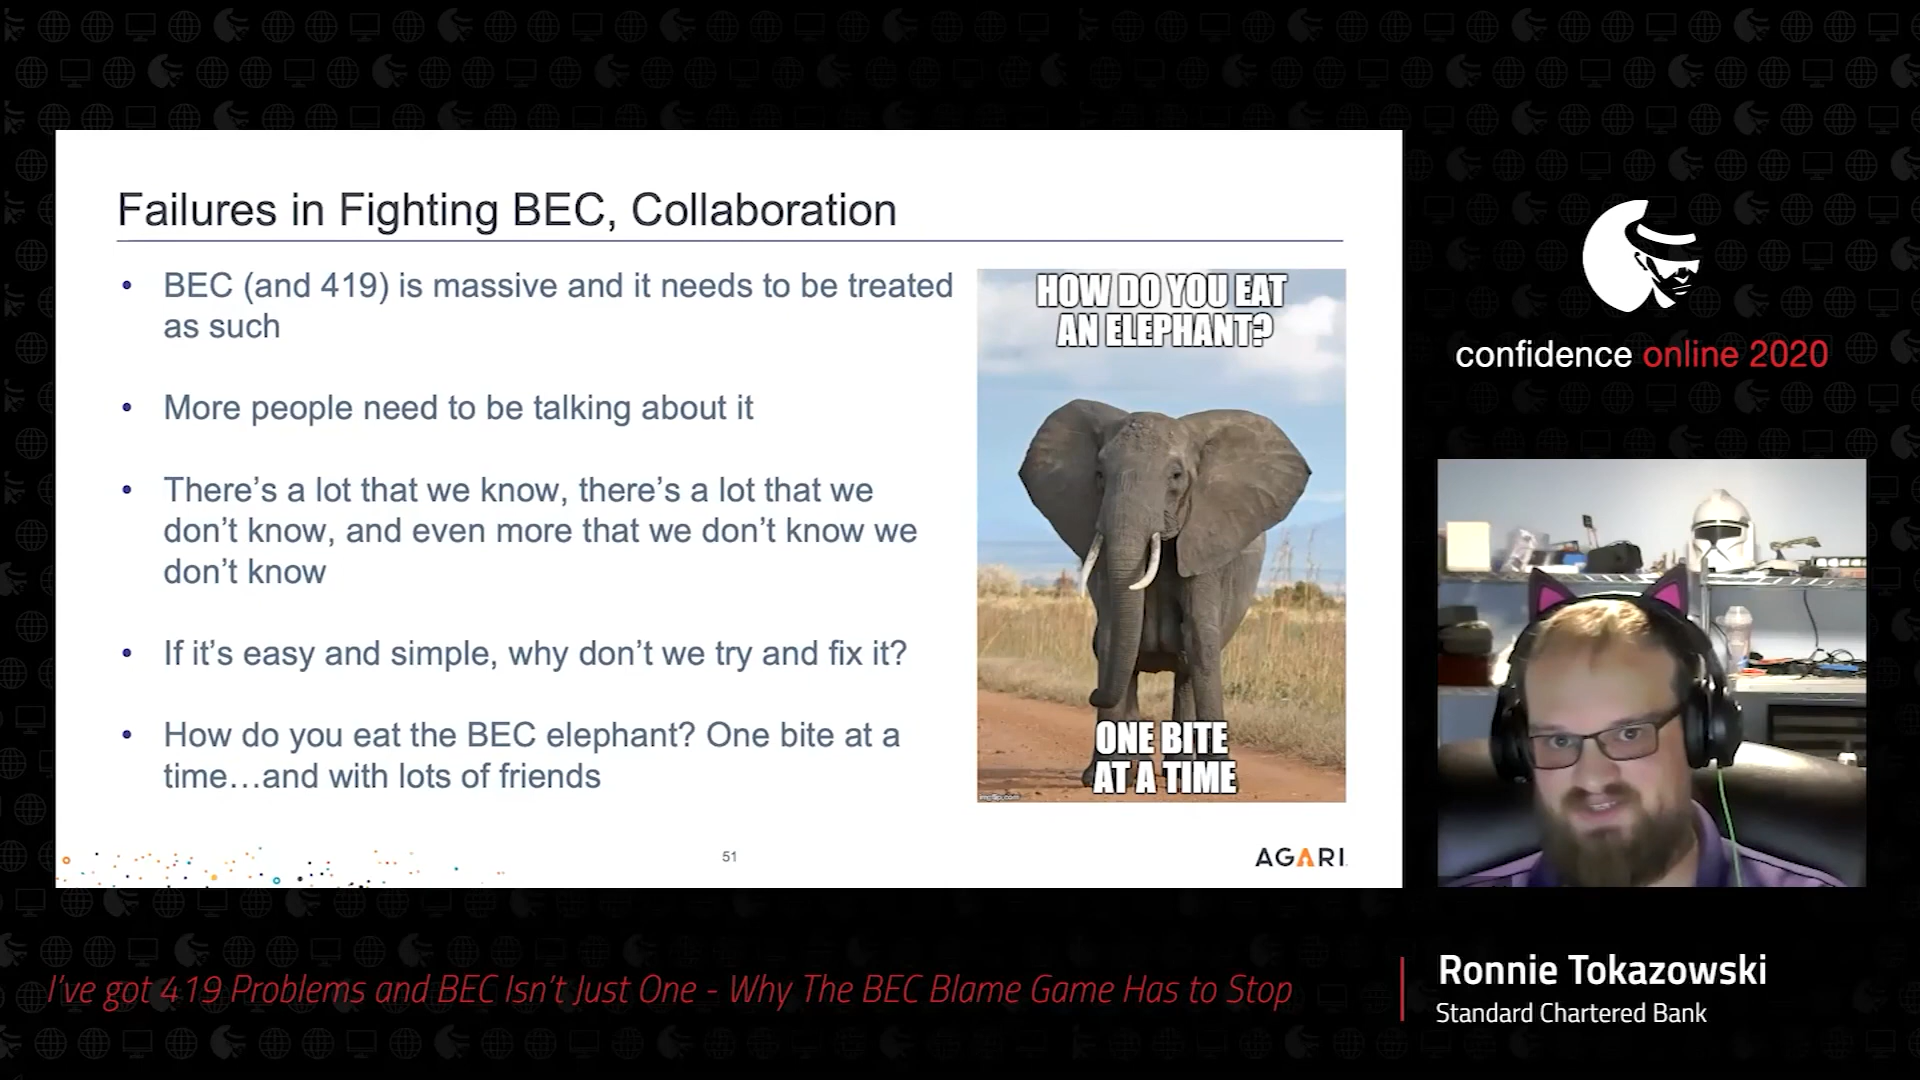 Failures in Fighting BEC, Collaboration
• BEC (and 419) is massive and it needs to be treated
as such
• More people need to be talking about it
• There’s a lot that we know, there’s a lot that we
don’t know, and even more that we don’t know we
don’t know
• If it’s easy and simple, why don’t we try and fix it?
• How do you eat the BEC elephant? One bite at a
time…and with lots of friends
HOW DO YOU EAT
AN ELEPHANT?
ONE BITE
AT A TIME
imgflip.com
51
AGARI
confidence online 2020
I’ve got 419 Problems and BEC Isn’t Just One - Why The BEC Blame Game Has to Stop
Ronnie Tokazowski
Standard Chartered Bank